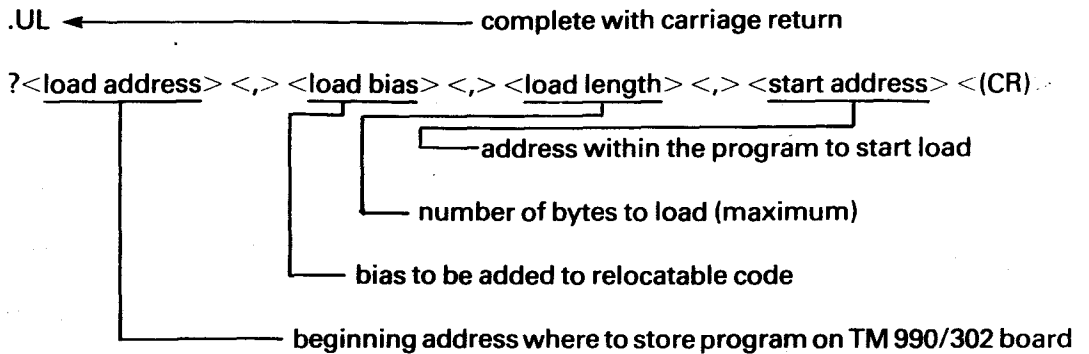 .UL complete with carriage return
?<load address> <,> <load bias> <,> <load length> <,> <start address> <(CR)
address within the program to start load
number of bytes to load (maximum)
bias to be added to relocatable code
beginning address where to store program on TM 990/302 board